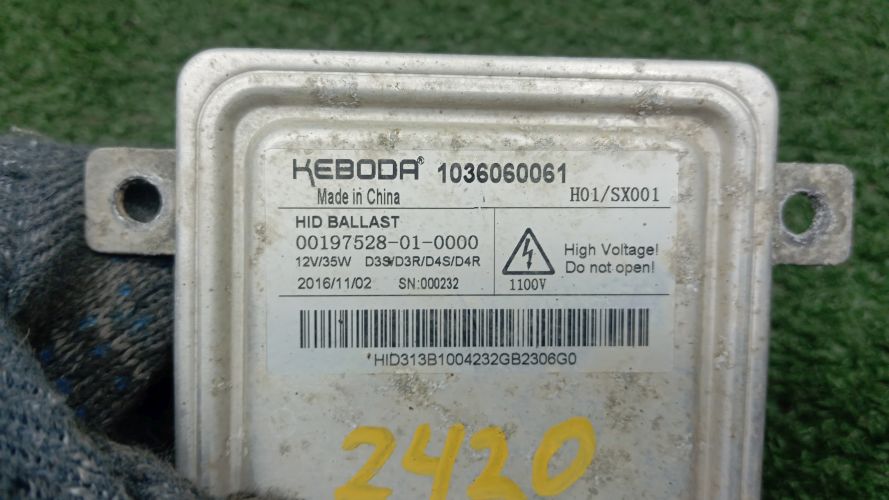 KEBODA® 1036060061
Made in China H01/SX001
HID BALLAST
00197528-01-0000
12V/35W D3S/D3R/D4S/D4R
2016/11/02 SN:000232
High Voltage!
Do not open!
1100V
*HID313B1004232GB2306G0
2420